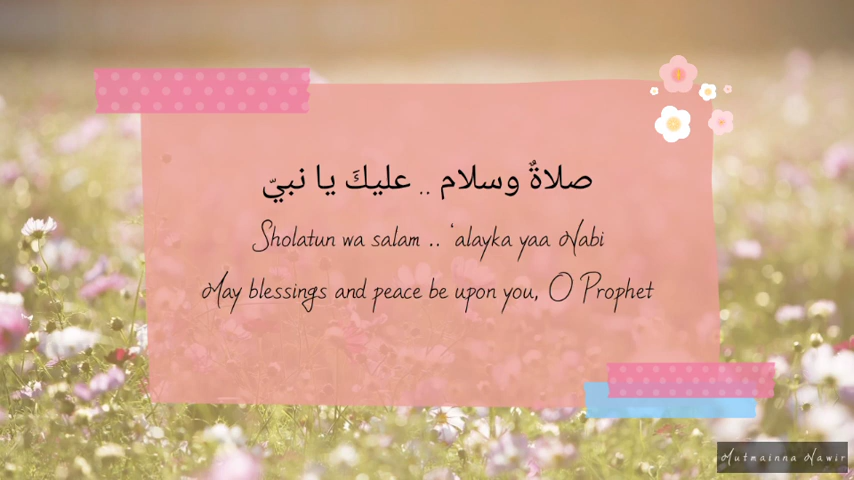 صلاةٌ وسلام .. عليكَ يا نبيّ
Sholatun wa salam .. ‘alayka yaa Nabi
May blessings and peace be upon you, O Prophet
Mutmainna Nawir